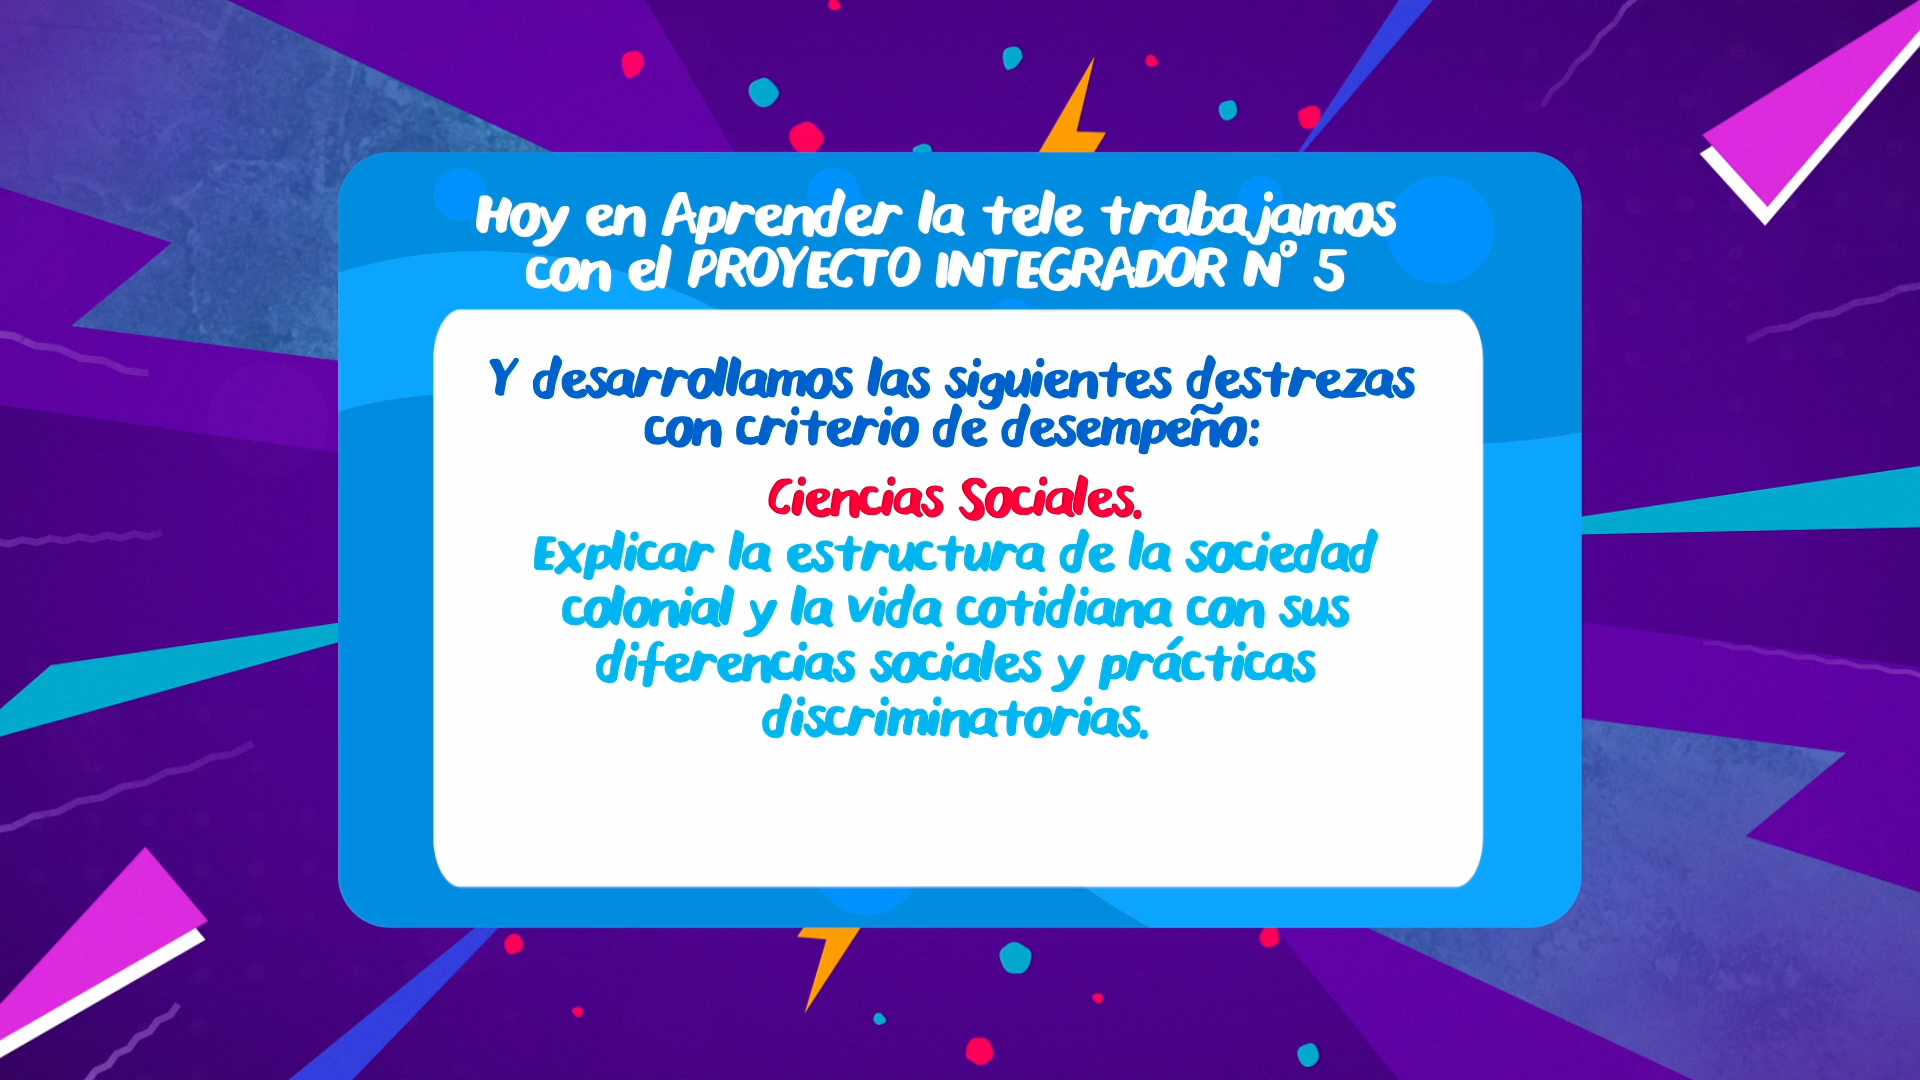 Hoy en Aprender la tele trabajamos
con el PROYECTO INTEGRADOR N° 5
Y desarrollamos las siguientes destrezas
con criterio de desempeño:
Ciencias Sociales.
Explicar la estructura de la sociedad
colonial y la vida cotidiana con sus
diferencias sociales y prácticas
discriminatorias.